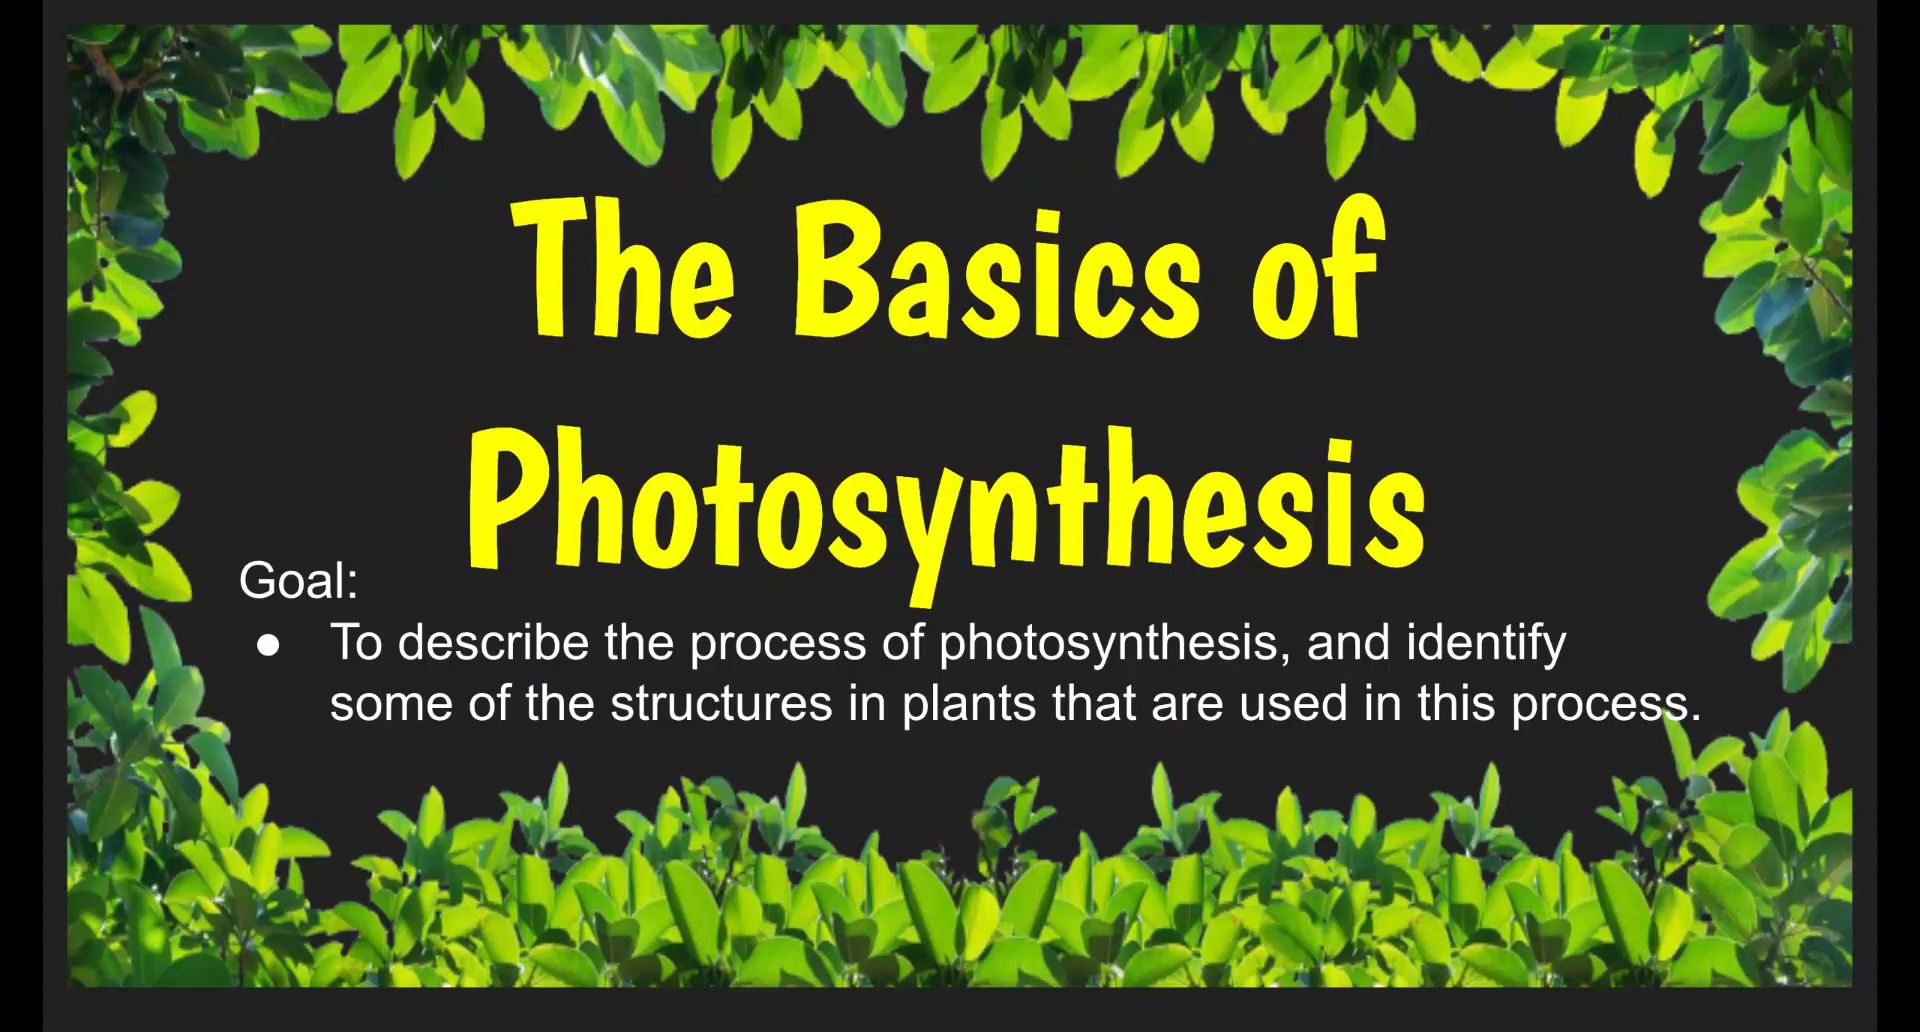 The Basics of
Photosynthesis
Goal:
● To describe the process of photosynthesis, and identify
some of the structures in plants that are used in this process.